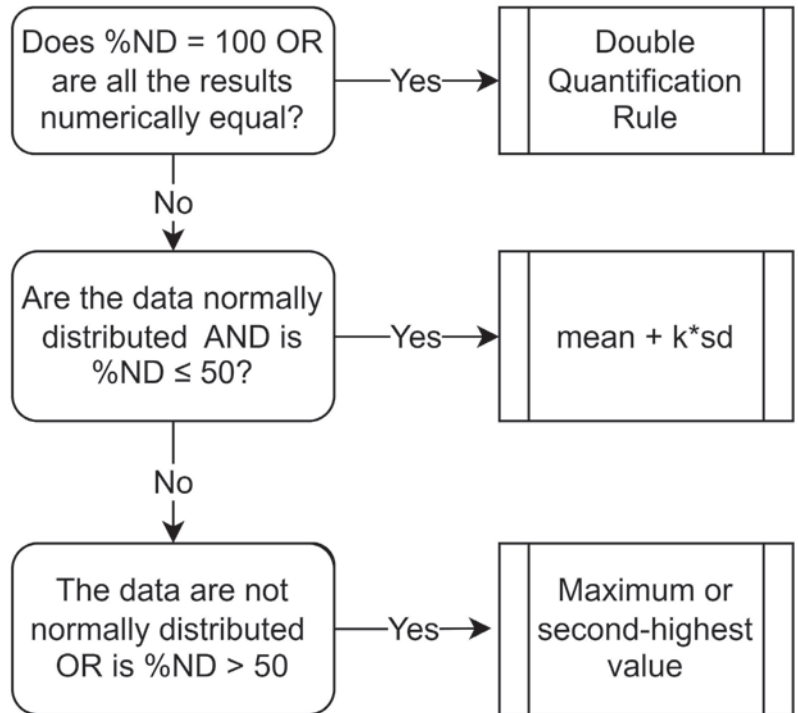 Does %ND = 100 OR
are all the results
numerically equal?
Yes
Double
Quantification
Rule
No
Are the data normally
distributed AND is
%ND ≤ 50?
Yes
mean + k*sd
No
The data are not
normally distributed
OR is %ND > 50
Yes
Maximum or
second-highest
value